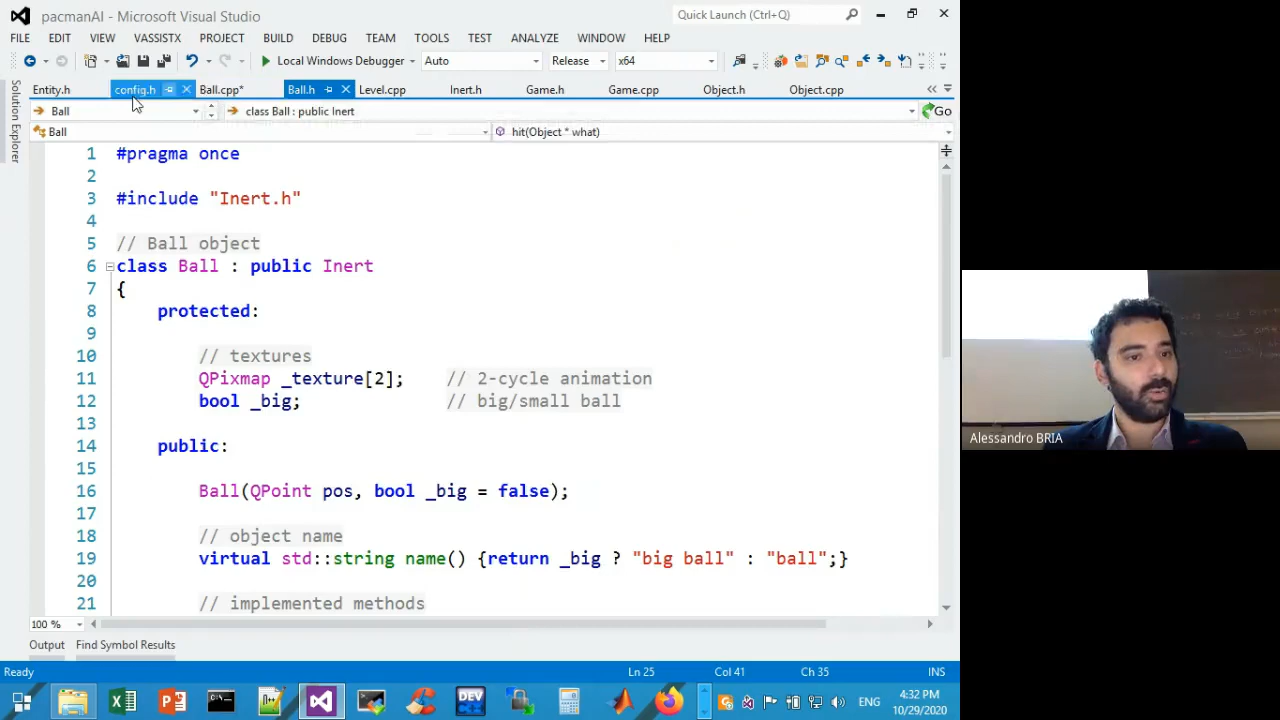 pacmanAI - Microsoft Visual Studio
Quick Launch (Ctrl+Q)
FILE EDIT VIEW VASSISTX PROJECT BUILD DEBUG TEAM TOOLS TEST ANALYZE WINDOW HELP
Local Windows Debugger Auto Release x64
Solution Explorer
Entity.h config.h Ball.cpp* Ball.h Level.cpp Inert.h Game.h Game.cpp Object.h Object.cpp
Ball class Ball : public Inert Go
Ball hit(Object * what)
1 #pragma once
2
3 #include "Inert.h"
4
5 // Ball object
6 class Ball : public Inert
7 {
8 protected:
9
10 // textures
11 QPixmap _texture[2]; // 2-cycle animation
12 bool _big; // big/small ball
13
14 public:
15
16 Ball(QPoint pos, bool _big = false);
17
18 // object name
19 virtual std::string name() {return _big ? "big ball" : "ball";}
20
21 // implemented methods
100 %
Output Find Symbol Results
Ready Ln 25 Col 41 Ch 35 INS
DEV
ENG
4:32 PM
10/29/2020
Alessandro BRIA